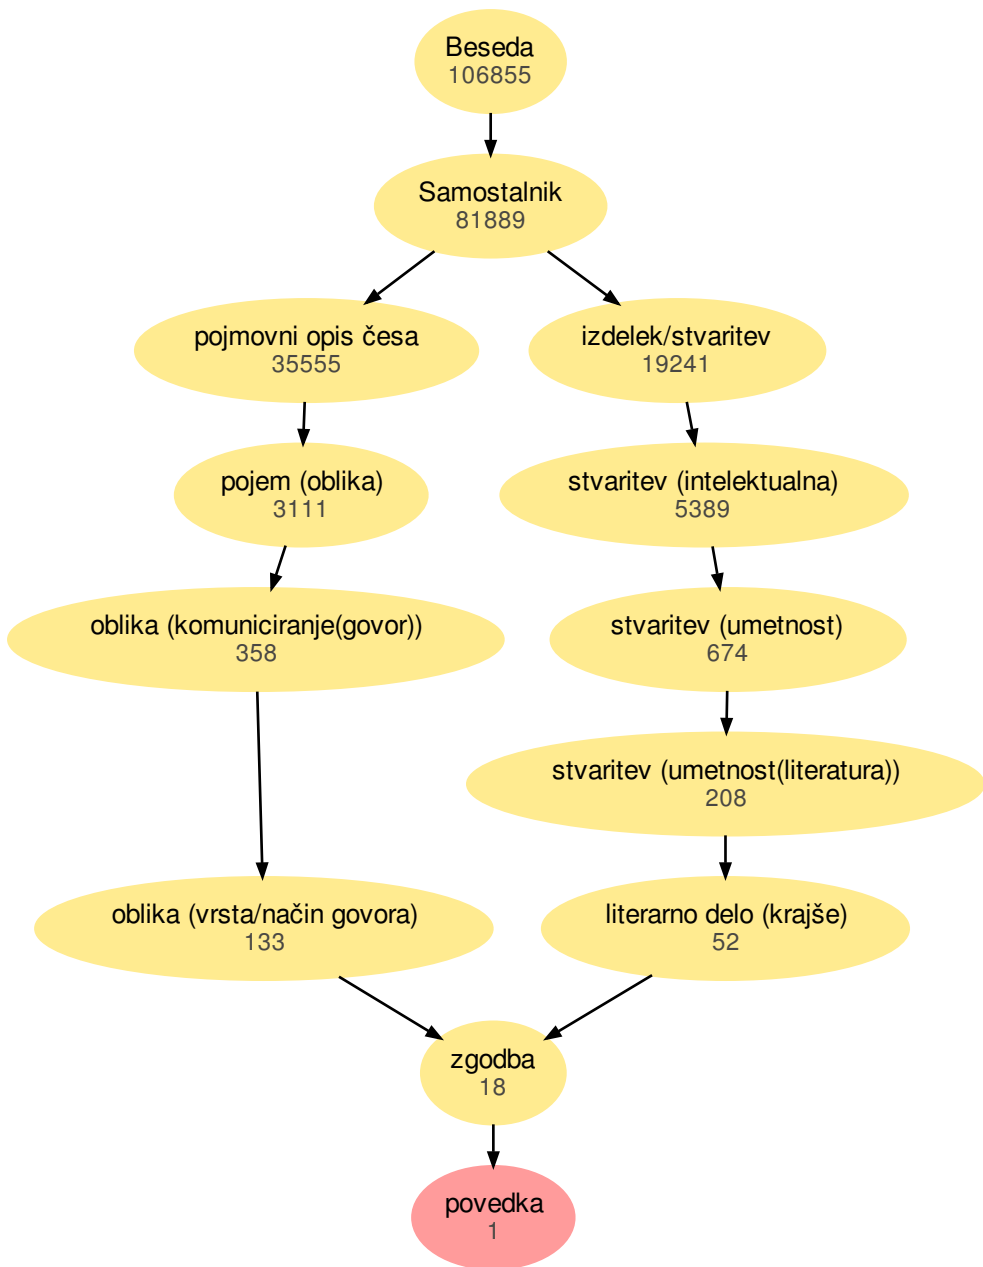 Beseda
106855
Samostalnik
81889
pojmovni opis česa
35555
izdelek/stvaritev
19241
pojem (oblika)
3111
stvaritev (intelektualna)
5389
oblika (komuniciranje(govor))
358
stvaritev (umetnost)
674
stvaritev (umetnost(literatura))
208
oblika (vrsta/način govora)
133
literarno delo (krajše)
52
zgodba
18
povedka
1